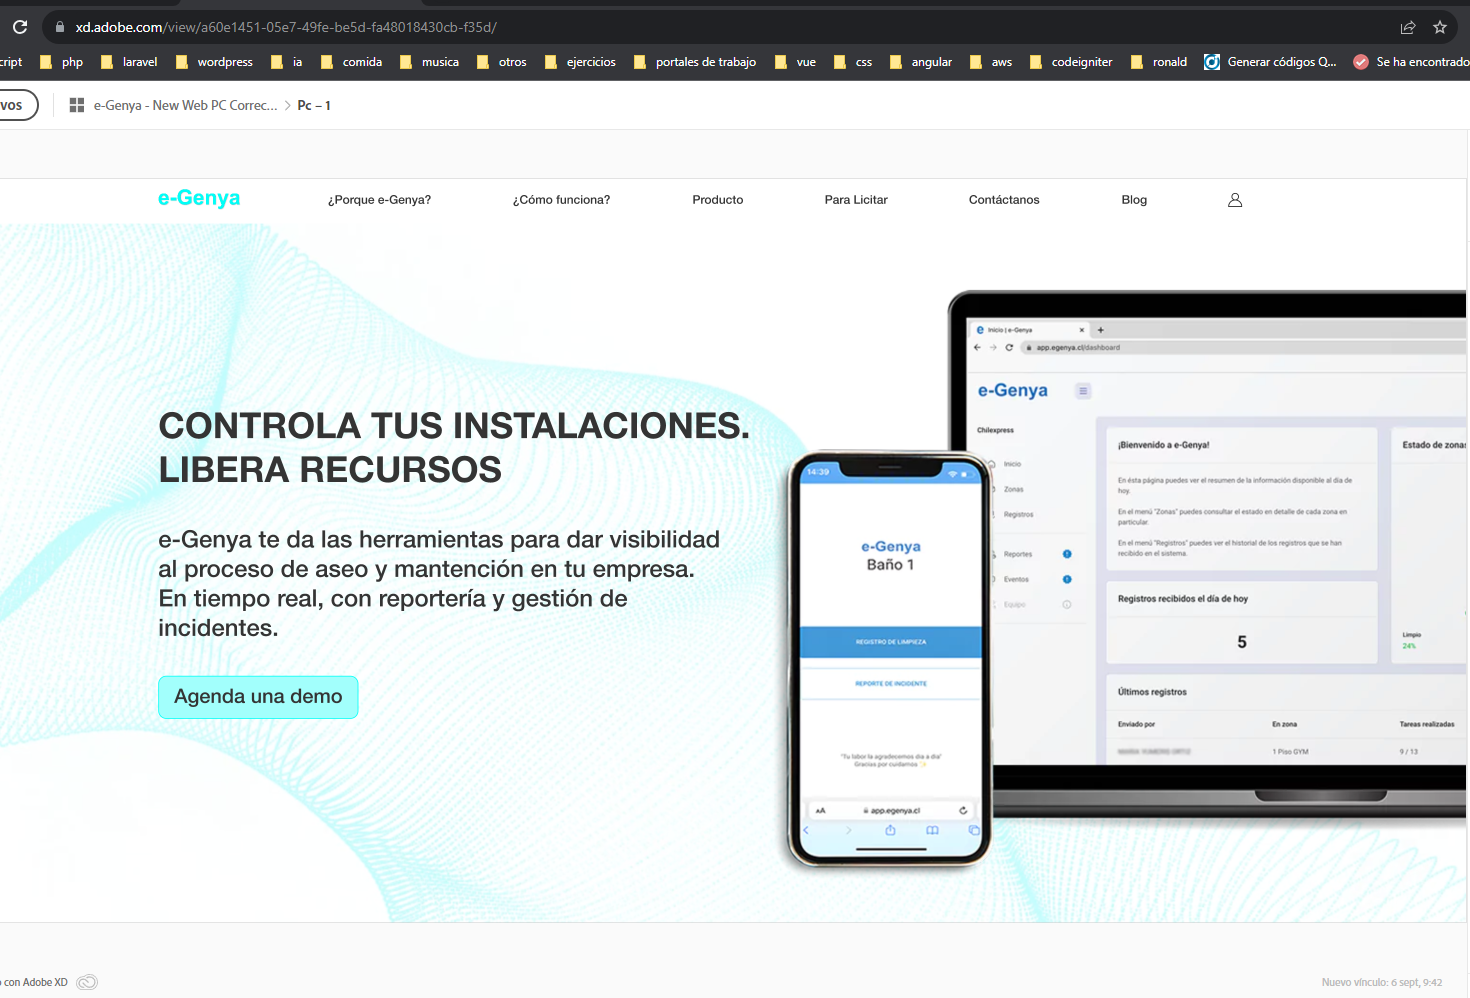 xd.adobe.com/view/a60e1451-05e7-49fe-be5d-fa48018430cb-f35d/
cript php laravel wordpress ia comida musica otros ejercicios portales de trabajo vue css angular aws codeigniter ronald Generar códigos Q... Se ha encontrado
vos e-Genya - New Web PC Correc... > Pc – 1
e-Genya ¿Porque e-Genya? ¿Cómo funciona? Producto Para Licitar Contáctanos Blog
CONTROLA TUS INSTALACIONES.
LIBERA RECURSOS
e-Genya te da las herramientas para dar visibilidad
al proceso de aseo y mantención en tu empresa.
En tiempo real, con reportería y gestión de
incidentes.
Agenda una demo
14:39
e-Genya
Baño 1
REGISTRO DE LIMPIEZA
REPORTE DE INCIDENTE
"Tu labor la agradecemos dia a dia"
Gracias por cuidarnos
AA app.egenya.cl
Inicio | e-Genya
app.egenya.cl/dashboard
e-Genya
Chilexpress
Inicio
Zonas
Registros
Reportes
Eventos
Equipo
¡Bienvenido a e-Genya!
En ésta página puedes ver el resumen de la información disponible al día de
hoy.
En el menú "Zonas" puedes consultar el estado en detalle de cada zona en
particular.
En el menú "Registros" puedes ver el historial de los registros que se han
recibido en el sistema.
Estado de zonas
Registros recibidos el día de hoy
5
Limpio
24%
Últimos registros
Enviado por En zona Tareas realizadas
1 Piso GYM 9 / 13
o con Adobe XD
Nuevo vínculo: 6 sept, 9:42